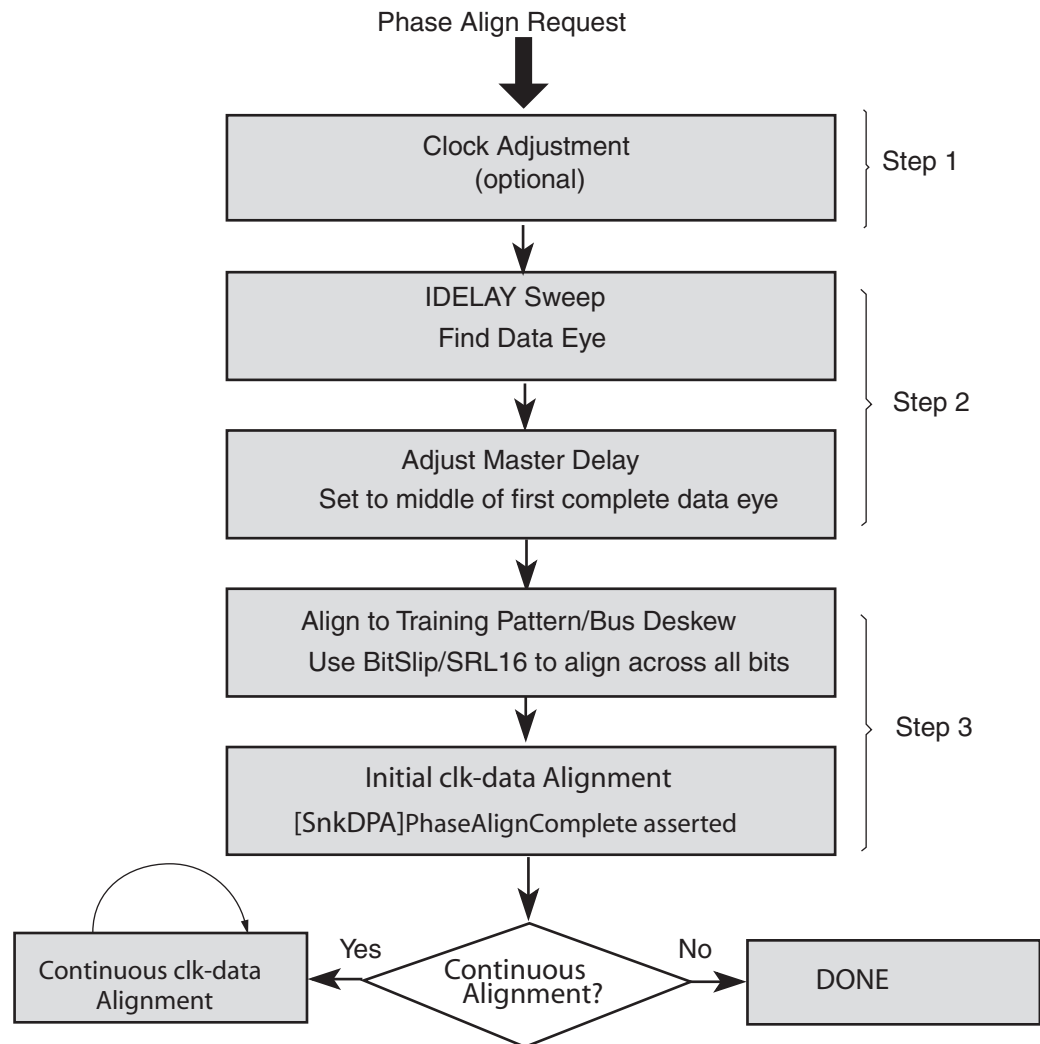 Phase Align Request
Clock Adjustment
(optional)
Step 1
IDELAY Sweep
Find Data Eye
Step 2
Adjust Master Delay
Set to middle of first complete data eye
Align to Training Pattern/Bus Deskew
Use BitSlip/SRL16 to align across all bits
Step 3
Initial clk-data Alignment
[SnkDPA]PhaseAlignComplete asserted
Yes
No
Continuous clk-data
Alignment
Continuous
Alignment?
DONE